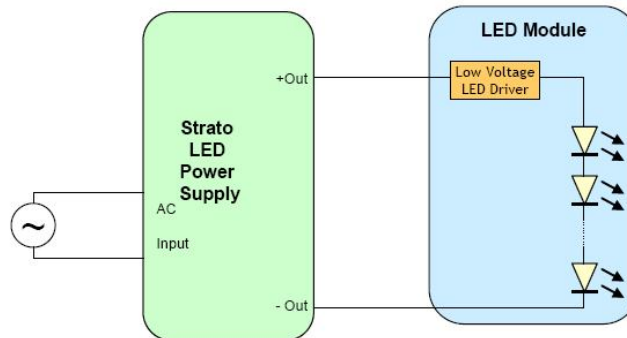 LED Module
+Out
Low Voltage
LED Driver
Strato
LED
Power
Supply
AC
Input
- Out
~